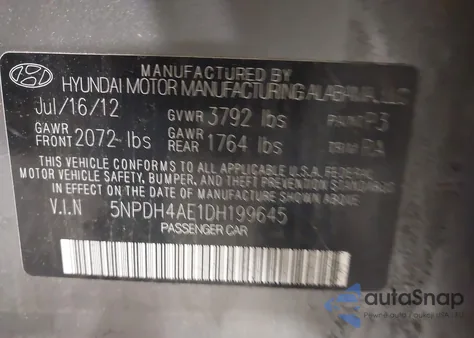 MANUFACTURED BY
HYUNDAI MOTOR MANUFACTURING ALABAMA, LLC
Jul/16/12 GVWR 3792 lbs PAINT P3
GAWR FRONT 2072 lbs GAWR REAR 1764 lbs TRIM RA
THIS VEHICLE CONFORMS TO ALL APPLICABLE U.S.A. FEDERAL
MOTOR VEHICLE SAFETY, BUMPER, AND THEFT PREVENTION STANDARDS
IN EFFECT ON THE DATE OF MANUFACTURE SHOWN ABOVE.
V.I.N 5NPDH4AE1DH199645
PASSENGER CAR
autoSnap